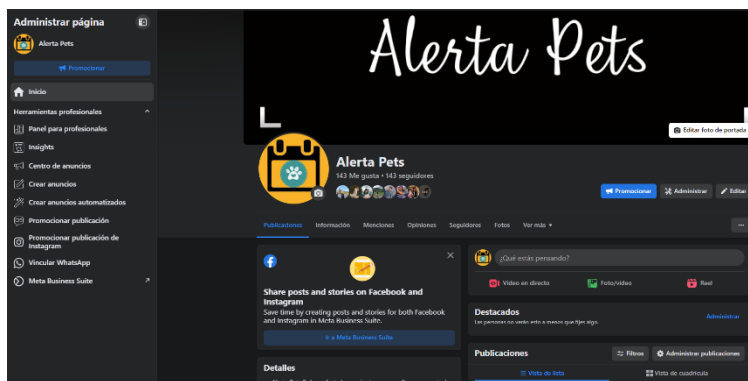 Administrar página
Alerta Pets
Promocionar
Inicio
Herramientas profesionales
Panel para profesionales
Insights
Centro de anuncios
Crear anuncios
Crear anuncios automatizados
Promocionar publicación
Promocionar publicación de
Instagram
Vincular WhatsApp
Meta Business Suite
Alerta Pets
Editar foto de portada
Alerta Pets
143 Me gusta • 143 seguidores
Promocionar
Administrar
Editar
Publicaciones
Información
Menciones
Opiniones
Seguidores
Fotos
Ver más
Share posts and stories on Facebook and
Instagram
Save time by creating posts and stories for both Facebook
and Instagram in Meta Business Suite.
Ir a Meta Business Suite
Detalles
¿Qué estás pensando?
Video en directo
Foto/video
Reel
Destacados
Administrar
Las personas no verán esto a menos que fijes algo.
Publicaciones
Filtros
Administrar publicaciones
Vista de lista
Vista de cuadrícula